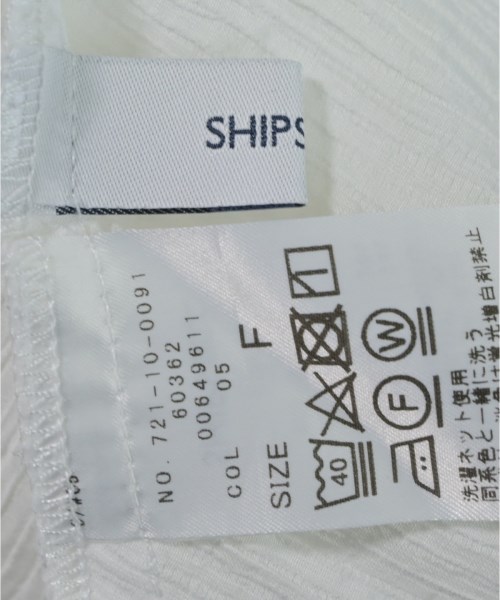 SHIPS
NO. 721-10-0091
60362
00649611
COL 05
SIZE F
40
F
W
洗濯ネット使用
同系色と一緒に洗う
蛍光増白剤禁止